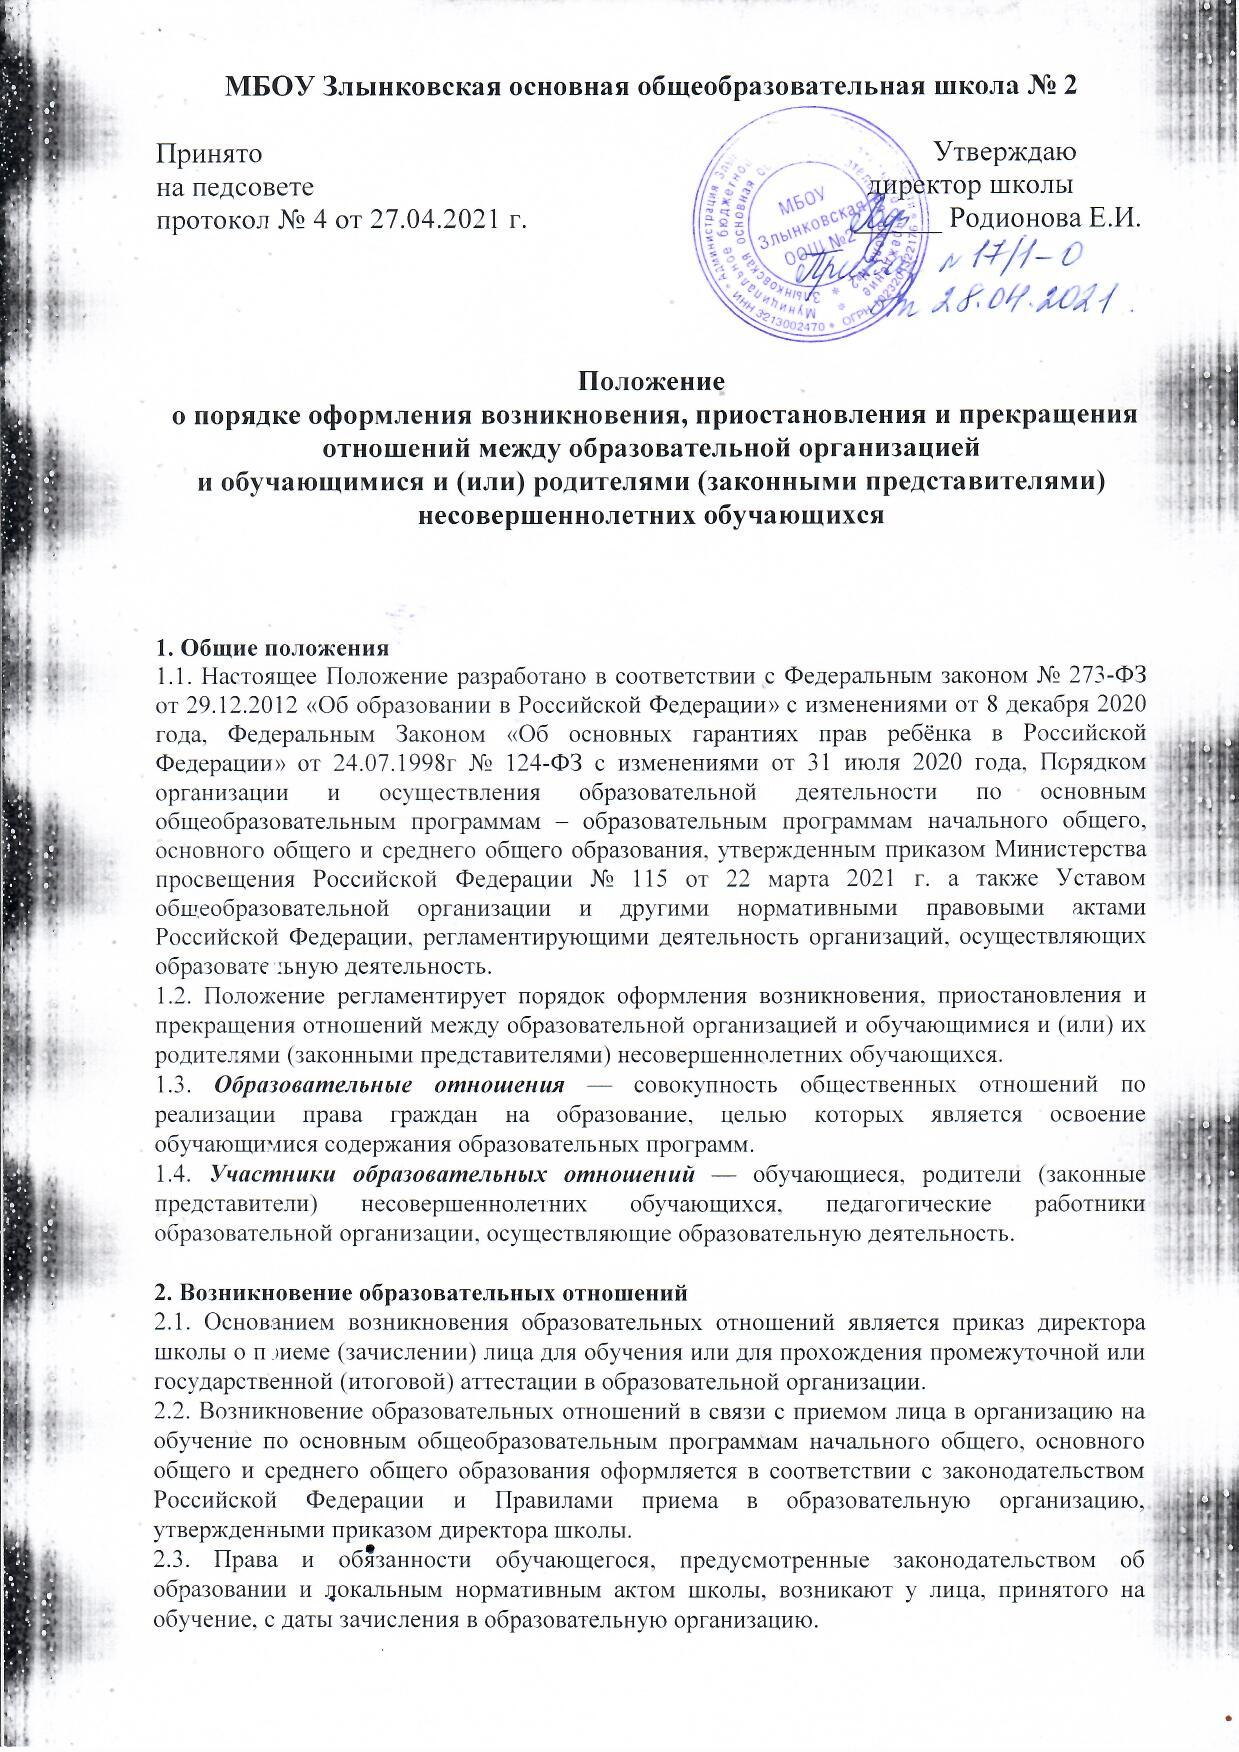 МБОУ Злынковская основная общеобразовательная школа № 2
Принято
Утверждаю
на педсовете
директор школы
протокол № 4 от 27.04.2021 г.
Родионова Е.И.
МБОУ
Злынковская
ООШ №2
ИНН 3213002470
Приказ № 17/1-О
от 28.04.2021.
Положение
о порядке оформления возникновения, приостановления и прекращения
отношений между образовательной организацией
и обучающимися и (или) родителями (законными представителями)
несовершеннолетних обучающихся
1. Общие положения
1.1. Настоящее Положение разработано в соответствии с Федеральным законом № 273-ФЗ
от 29.12.2012 «Об образовании в Российской Федерации» с изменениями от 8 декабря 2020
года, Федеральным Законом «Об основных гарантиях прав ребёнка в Российской
Федерации» от 24.07.1998г № 124-ФЗ с изменениями от 31 июля 2020 года, Порядком
организации и осуществления образовательной деятельности по основным
общеобразовательным программам – образовательным программам начального общего,
основного общего и среднего общего образования, утвержденным приказом Министерства
просвещения Российской Федерации № 115 от 22 марта 2021 г. а также Уставом
общеобразовательной организации и другими нормативными правовыми актами
Российской Федерации, регламентирующими деятельность организаций, осуществляющих
образовательную деятельность.
1.2. Положение регламентирует порядок оформления возникновения, приостановления и
прекращения отношений между образовательной организацией и обучающимися и (или) их
родителями (законными представителями) несовершеннолетних обучающихся.
1.3. Образовательные отношения — совокупность общественных отношений по
реализации права граждан на образование, целью которых является освоение
обучающимися содержания образовательных программ.
1.4. Участники образовательных отношений — обучающиеся, родители (законные
представители) несовершеннолетних обучающихся, педагогические работники
образовательной организации, осуществляющие образовательную деятельность.
2. Возникновение образовательных отношений
2.1. Основанием возникновения образовательных отношений является приказ директора
школы о приеме (зачислении) лица для обучения или для прохождения промежуточной или
государственной (итоговой) аттестации в образовательной организации.
2.2. Возникновение образовательных отношений в связи с приемом лица в организацию на
обучение по основным общеобразовательным программам начального общего, основного
общего и среднего общего образования оформляется в соответствии с законодательством
Российской Федерации и Правилами приема в образовательную организацию,
утвержденными приказом директора школы.
2.3. Права и обязанности обучающегося, предусмотренные законодательством об
образовании и локальным нормативным актом школы, возникают у лица, принятого на
обучение, с даты зачисления в образовательную организацию.